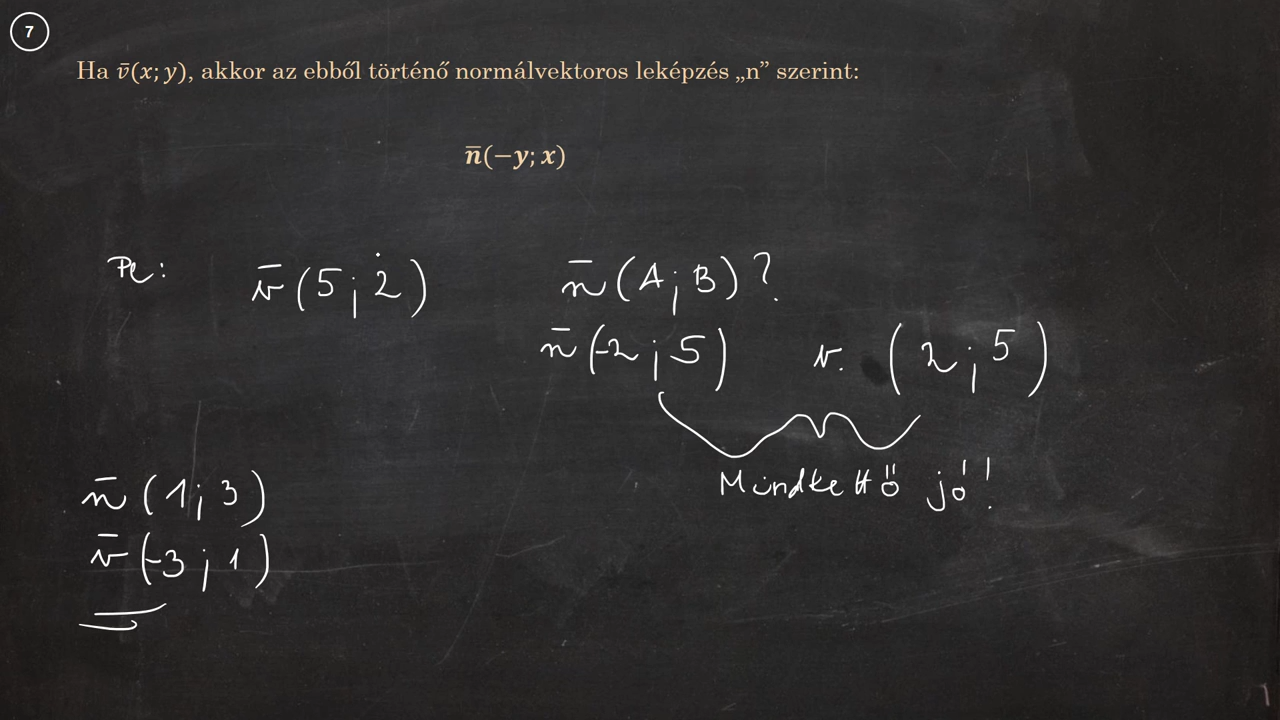 7
Ha v̄(x; y), akkor az ebből történő normálvektoros leképzés „n” szerint:
n̄(−y; x)
Pl: v̄(5; 2) n̄(A; B)?
n̄(-2; 5) v. (2; 5)
Mindkettő jó!
n̄(1; 3)
v̄(-3; 1)